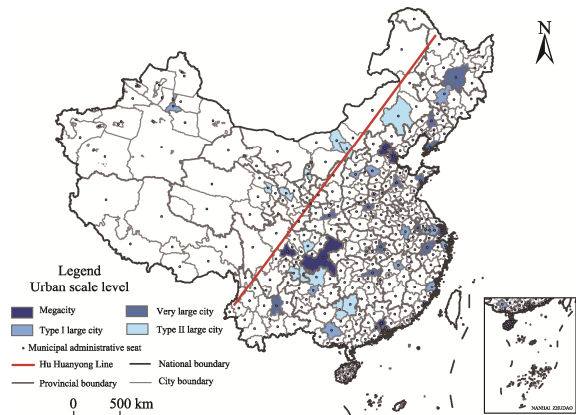 N
Legend
Urban scale level
Megacity
Very large city
Type I large city
Type II large city
Municipal administrative seat
Hu Huanyong Line
National boundary
Provincial boundary
City boundary
0 500 km
NANHAI ZHUDAO